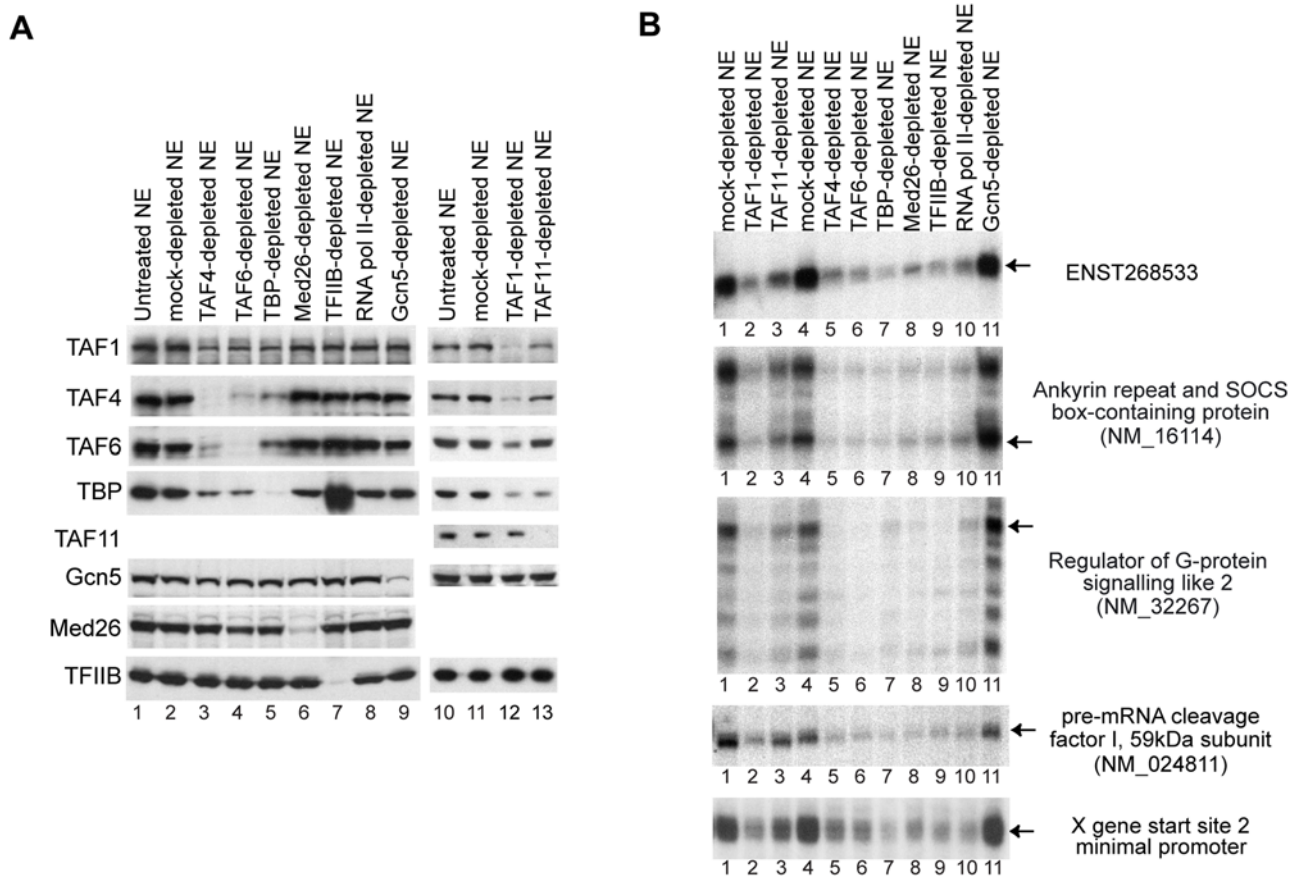 A
Untreated NE
mock-depleted NE
TAF4-depleted NE
TAF6-depleted NE
TBP-depleted NE
Med26-depleted NE
TFIIB-depleted NE
RNA pol II-depleted NE
Gcn5-depleted NE
Untreated NE
mock-depleted NE
TAF1-depleted NE
TAF11-depleted NE
TAF1
TAF4
TAF6
TBP
TAF11
Gcn5
Med26
TFIIB
1 2 3 4 5 6 7 8 9 10 11 12 13
B
mock-depleted NE
TAF1-depleted NE
TAF11-depleted NE
mock-depleted NE
TAF4-depleted NE
TAF6-depleted NE
TBP-depleted NE
Med26-depleted NE
TFIIB-depleted NE
RNA pol II-depleted NE
Gcn5-depleted NE
ENST268533
1 2 3 4 5 6 7 8 9 10 11
Ankyrin repeat and SOCS
box-containing protein
(NM_16114)
1 2 3 4 5 6 7 8 9 10 11
Regulator of G-protein
signalling like 2
(NM_32267)
1 2 3 4 5 6 7 8 9 10 11
pre-mRNA cleavage
factor I, 59kDa subunit
(NM_024811)
1 2 3 4 5 6 7 8 9 10 11
X gene start site 2
minimal promoter
1 2 3 4 5 6 7 8 9 10 11